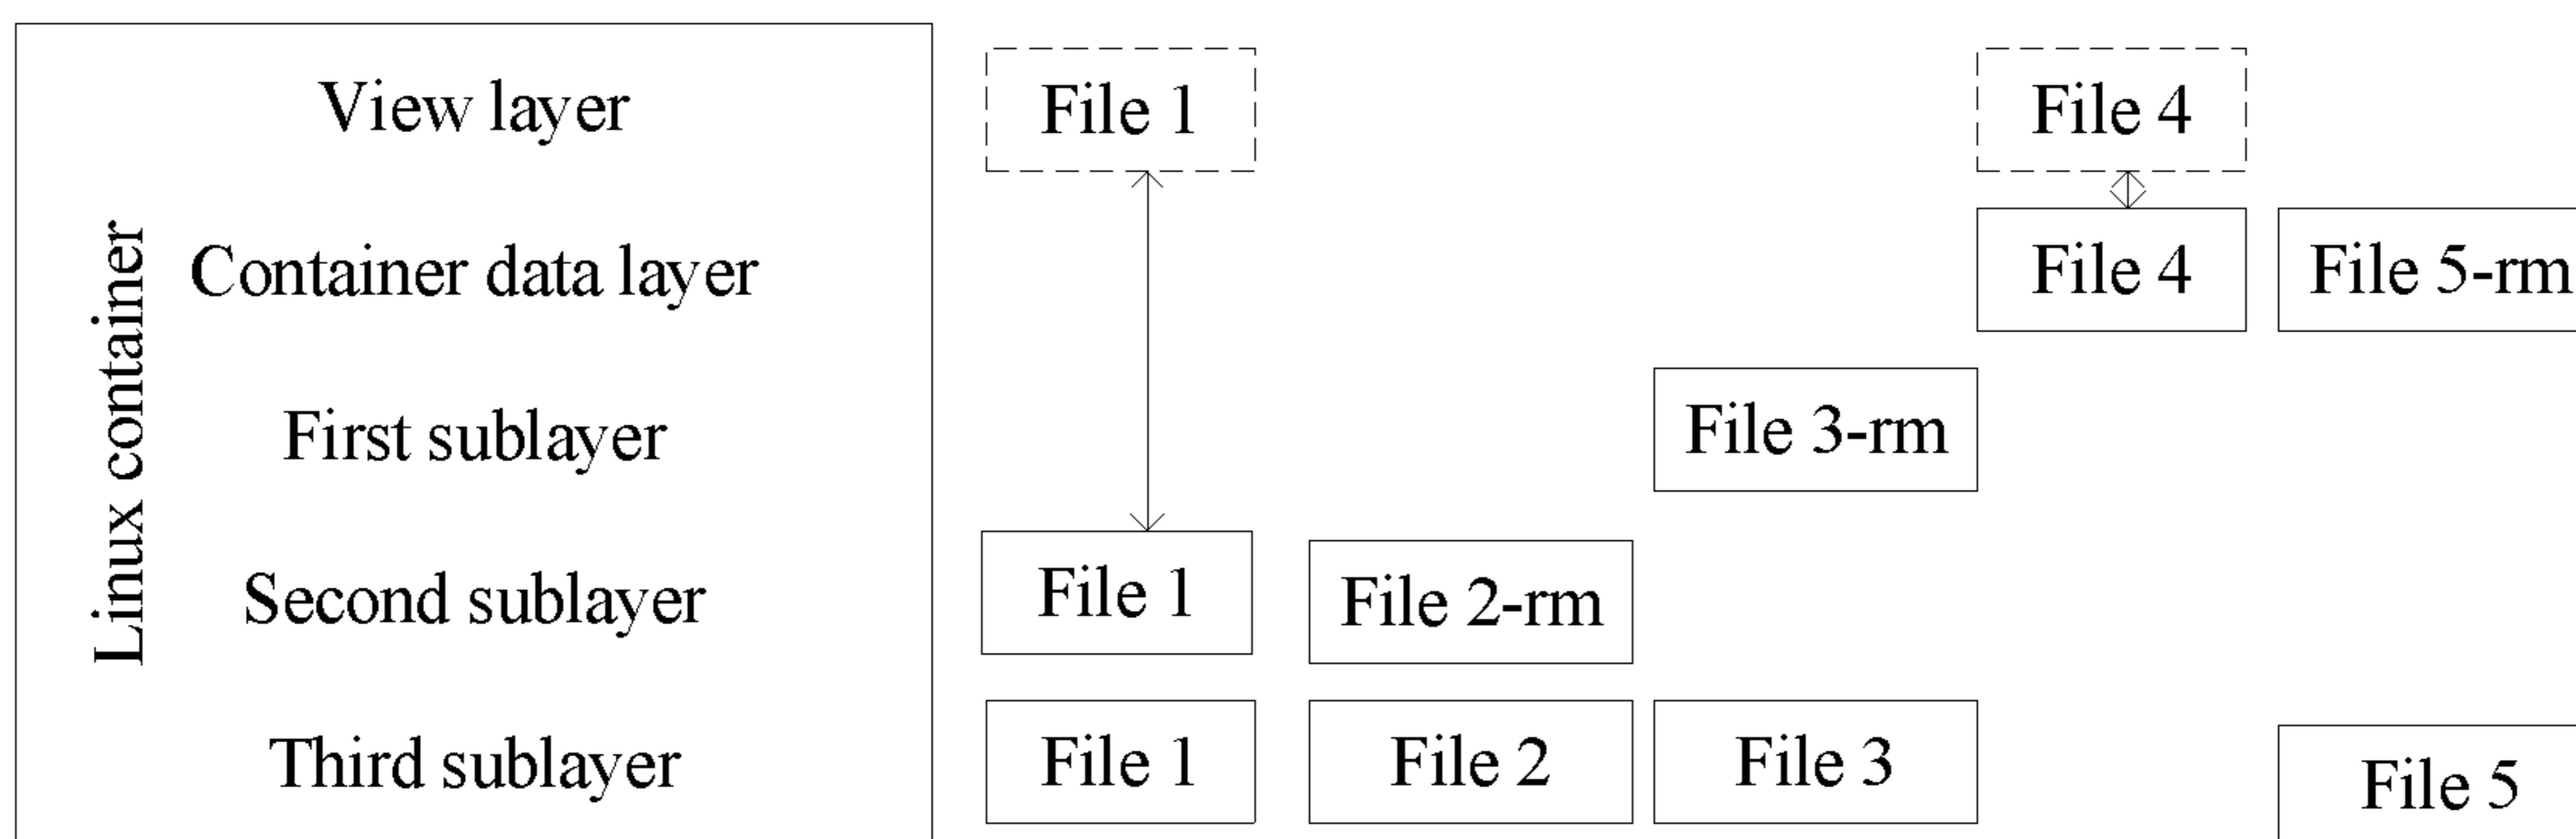 Linux container
View layer
File 1
File 4
Container data layer
File 4
File 5-rm
First sublayer
File 3-rm
Second sublayer
File 1
File 2-rm
Third sublayer
File 1
File 2
File 3
File 5